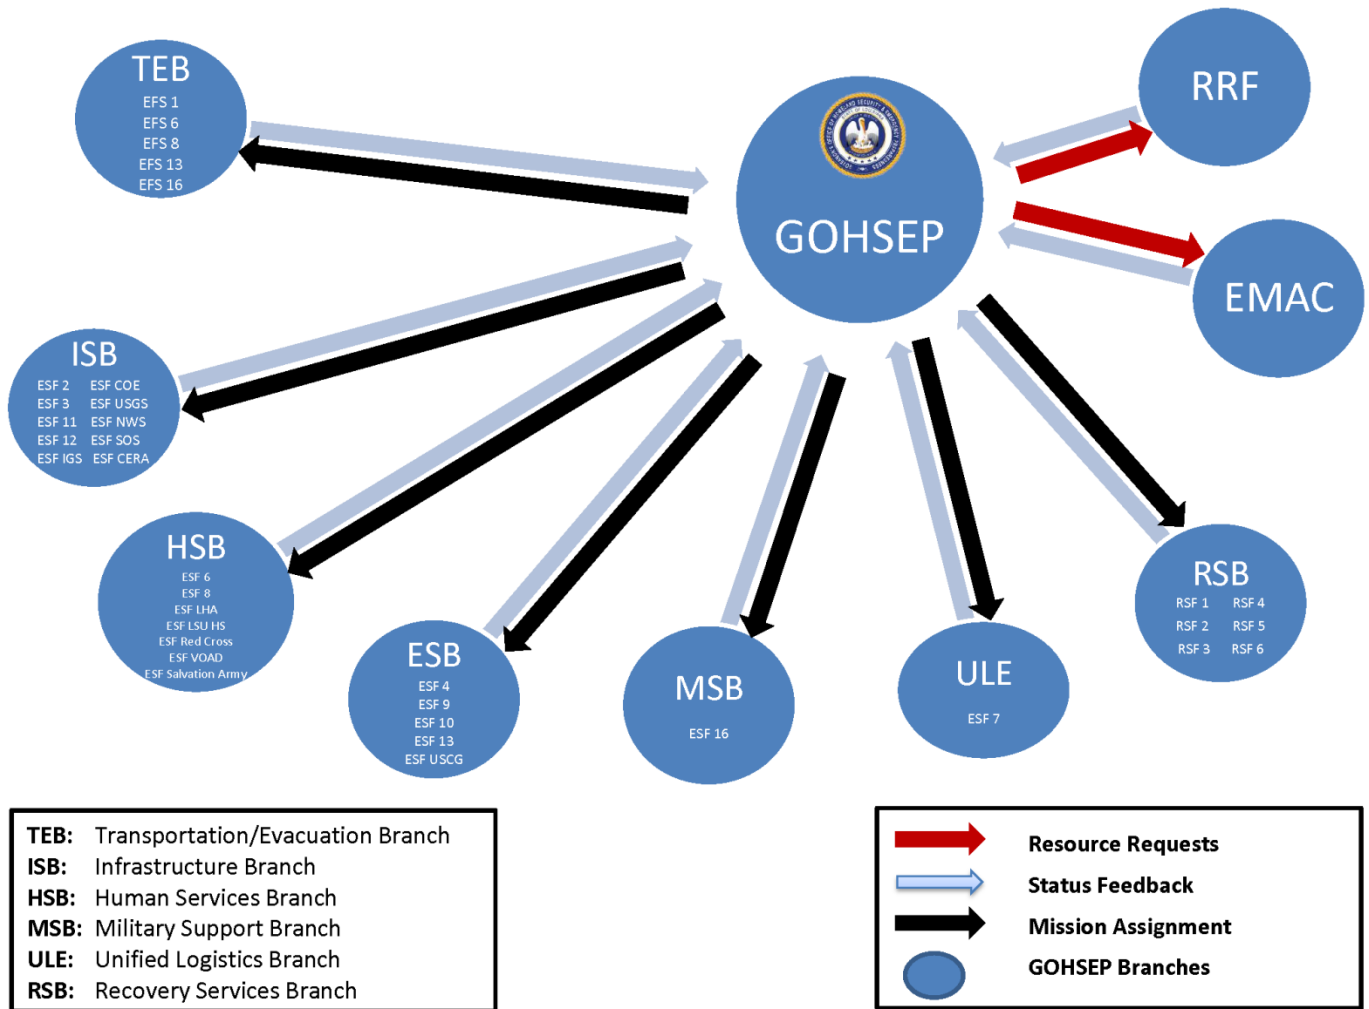 TEB
EFS 1
EFS 6
EFS 8
EFS 13
EFS 16
GOHSEP
RRF
EMAC
ISB
ESF 2 ESF COE
ESF 3 ESF USGS
ESF 11 ESF NWS
ESF 12 ESF SOS
ESF IGS ESF CERA
HSB
ESF 6
ESF 8
ESF LHA
ESF LSU HS
ESF Red Cross
ESF VOAD
ESF Salvation Army
ESB
ESF 4
ESF 9
ESF 10
ESF 13
ESF USCG
MSB
ESF 16
ULE
ESF 7
RSB
RSF 1 RSF 4
RSF 2 RSF 5
RSF 3 RSF 6
TEB: Transportation/Evacuation Branch
ISB: Infrastructure Branch
HSB: Human Services Branch
MSB: Military Support Branch
ULE: Unified Logistics Branch
RSB: Recovery Services Branch
Resource Requests
Status Feedback
Mission Assignment
GOHSEP Branches